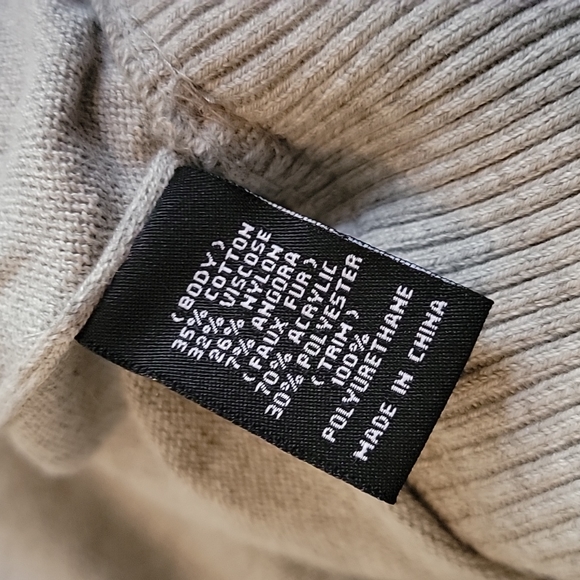 (BODY)
35% COTTON
32% VISCOSE
26% NYLON
7% ANGORA
(FAUX FUR)
70% ACRYLIC
30% POLYESTER
(TRIM)
100%
POLYURETHANE
MADE IN CHINA